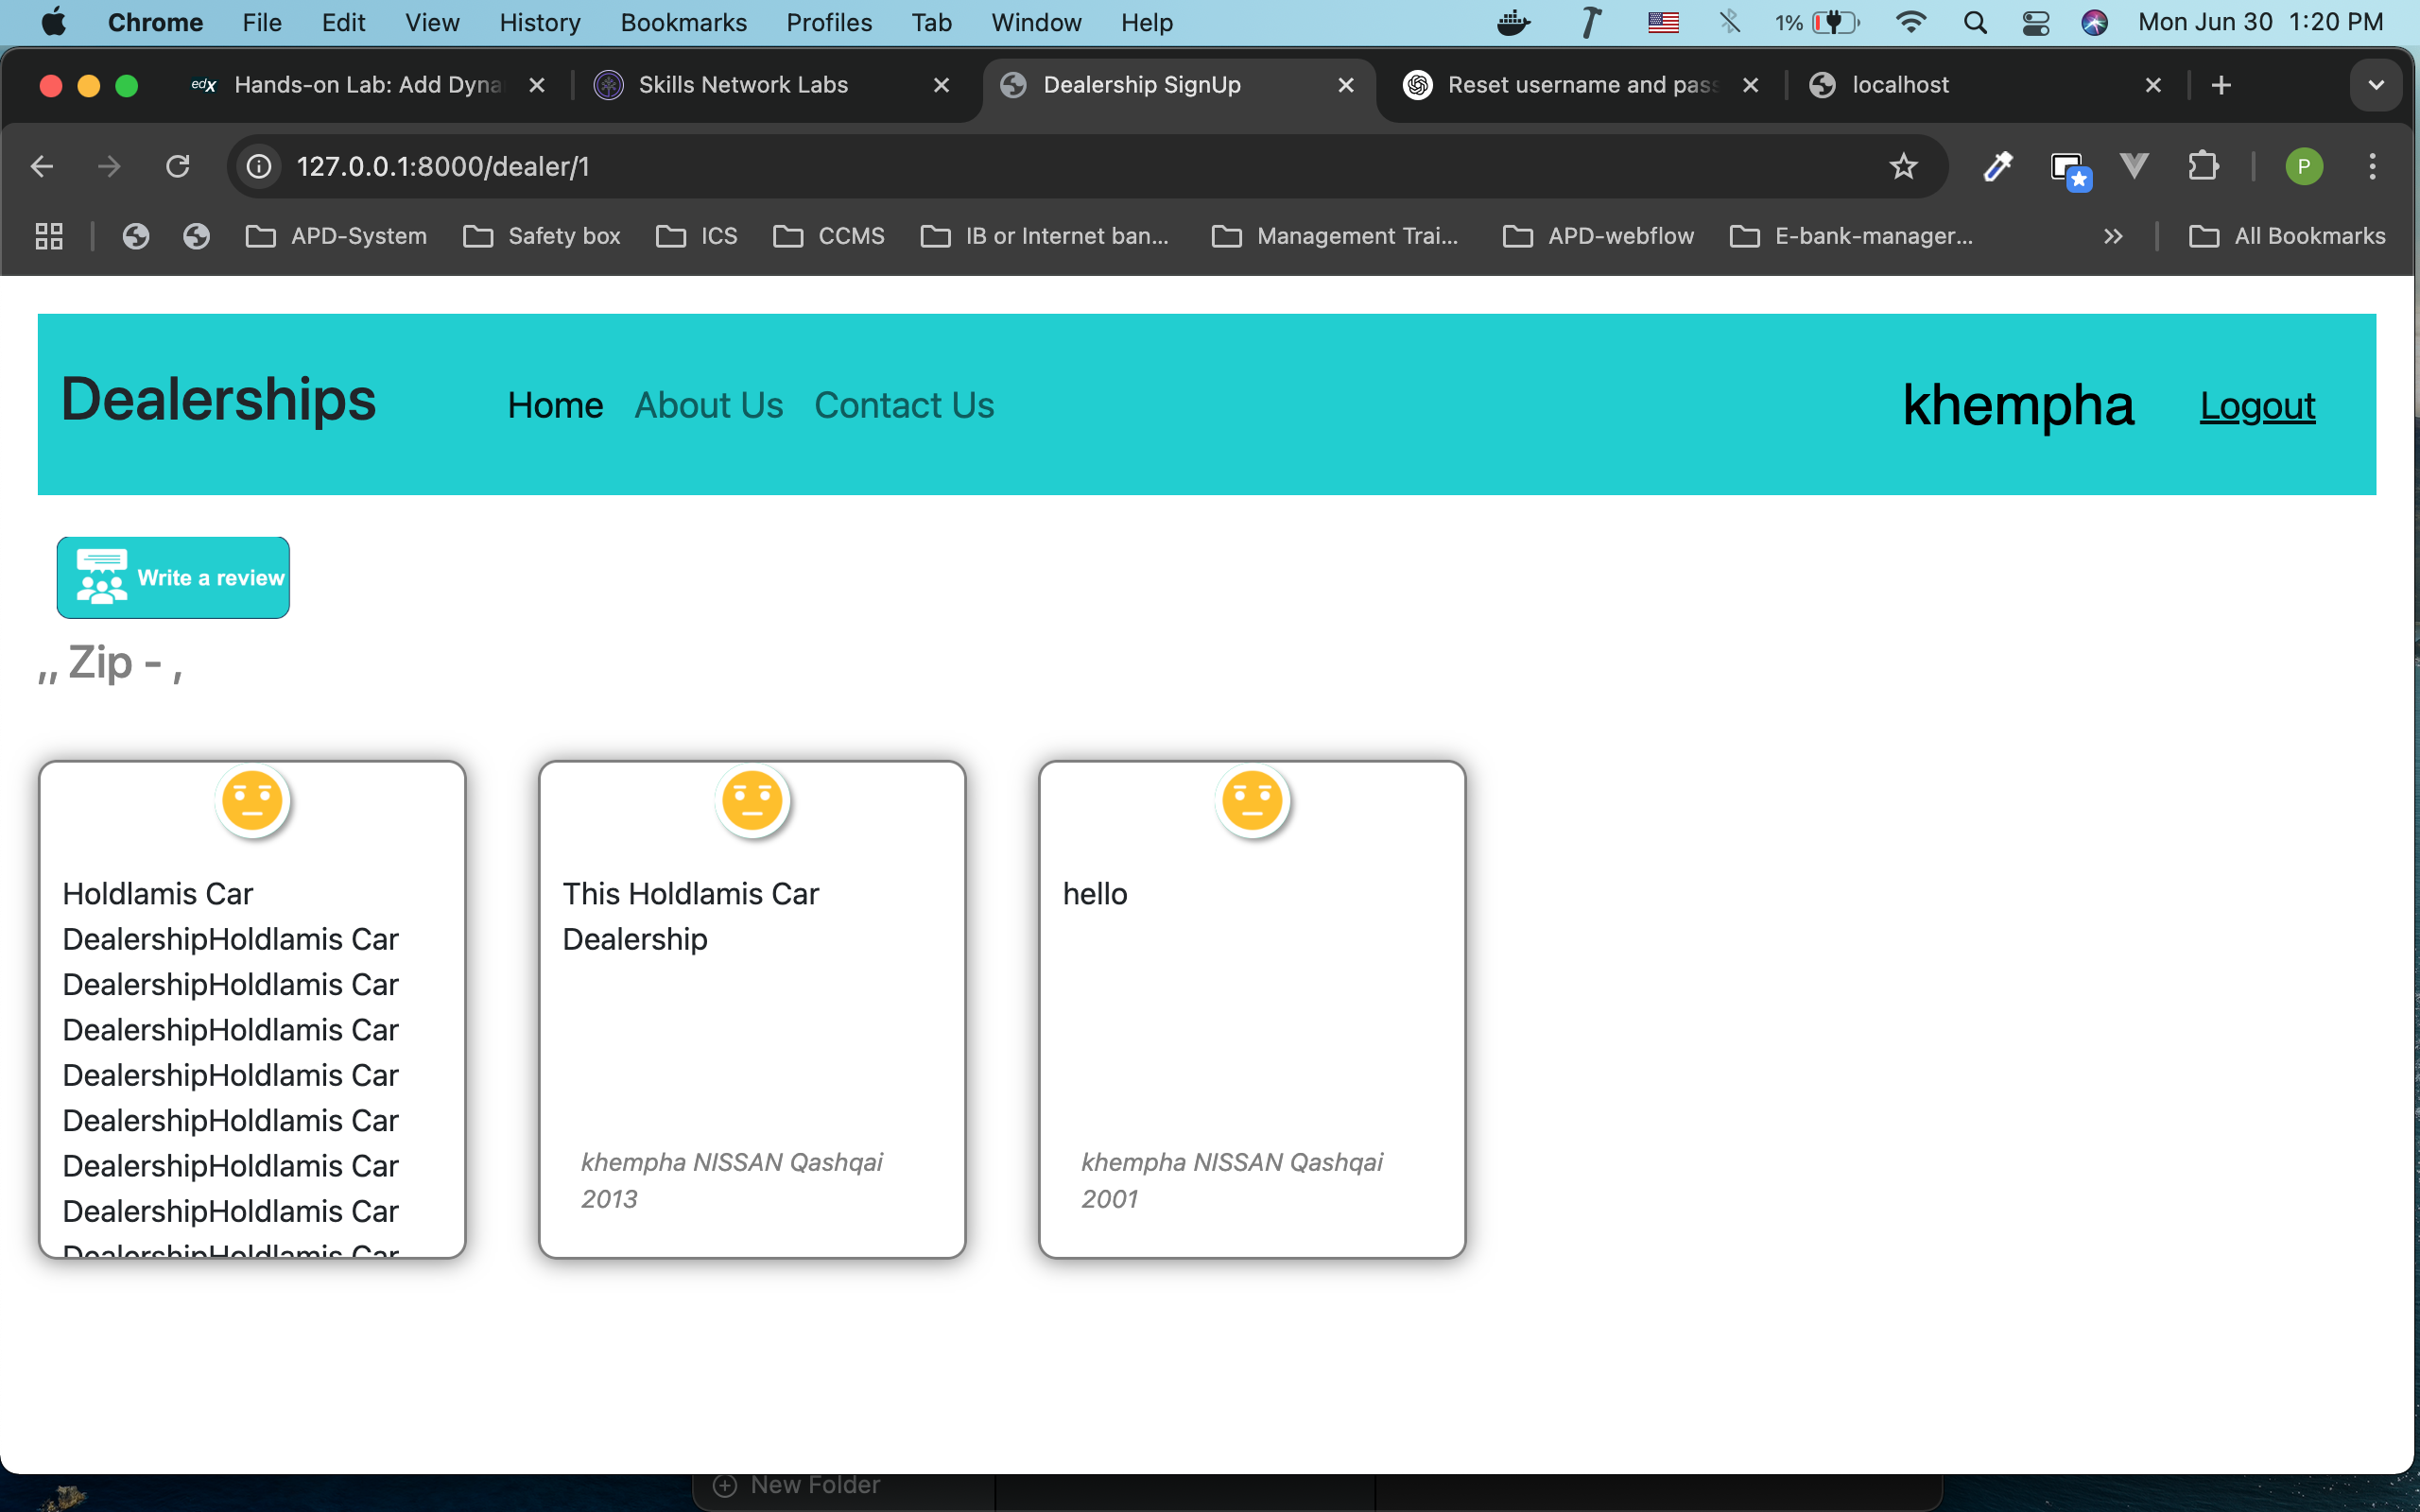 Chrome File Edit View History Bookmarks Profiles Tab Window Help 1% Mon Jun 30 1:20 PM
edX Hands-on Lab: Add Dyna Skills Network Labs Dealership SignUp Reset username and pass localhost
127.0.0.1:8000/dealer/1 P
APD-System Safety box ICS CCMS IB or Internet ban... Management Trai... APD-webflow E-bank-manager... All Bookmarks
Dealerships Home About Us Contact Us khempha Logout
Write a review
,, Zip - ,
Holdlamis Car
DealershipHoldlamis Car
DealershipHoldlamis Car
DealershipHoldlamis Car
DealershipHoldlamis Car
DealershipHoldlamis Car
DealershipHoldlamis Car
DealershipHoldlamis Car
DealershipHoldlamis Car
This Holdlamis Car
Dealership
khempha NISSAN Qashqai
2013
hello
khempha NISSAN Qashqai
2001
New Folder